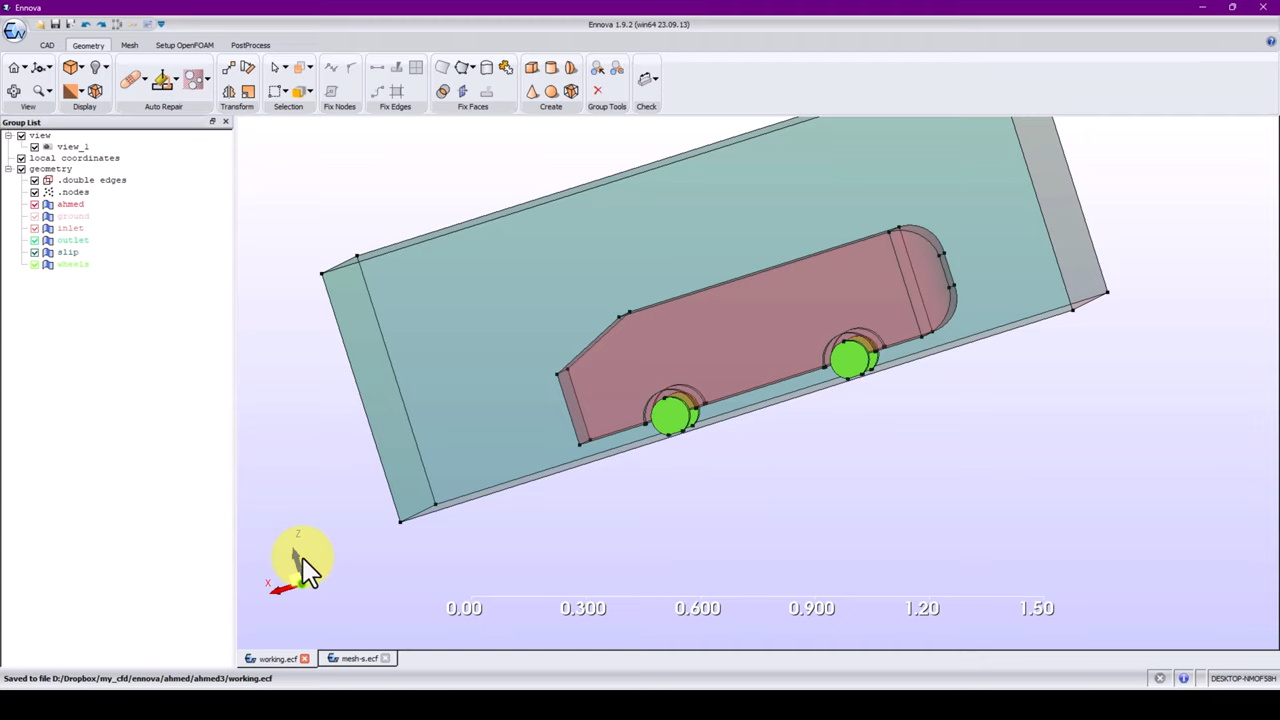 Ennova
Ennova 1.9.2 (win64 23.09.13)
CAD
Geometry
Mesh
Setup OpenFOAM
PostProcess
View
Display
Auto Repair
Transform
Selection
Fix Nodes
Fix Edges
Fix Faces
Create
Group Tools
Check
Group List
view
view_1
local coordinates
geometry
.double edges
.nodes
ahmed
ground
inlet
outlet
slip
wheels
Z
X
0.00 0.300 0.600 0.900 1.20 1.50
working.ecf
mesh-s.ecf
Saved to file D:/Dropbox/my_cfd/ennova/ahmed/ahmed3/working.ecf
DESKTOP-NMOF58H